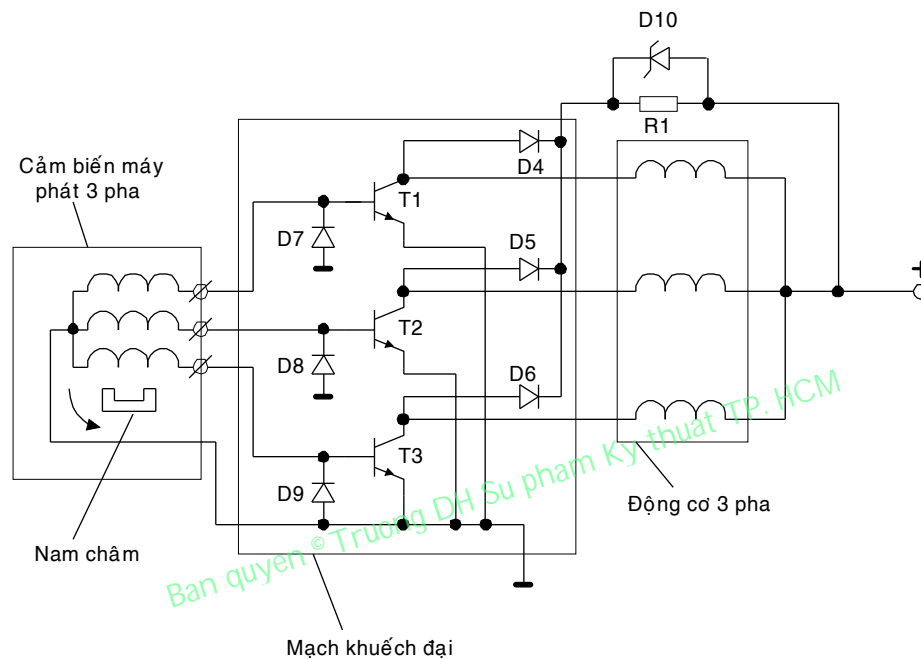 D10
R1
Cảm biến máy
phát 3 pha
D4
T1
D7
D5
+
T2
D8
D6
T3
D9
Động cơ 3 pha
Nam châm
Ban quyen © Truong DH Su pham Ky thuat TP. HCM
Mạch khuếch đại